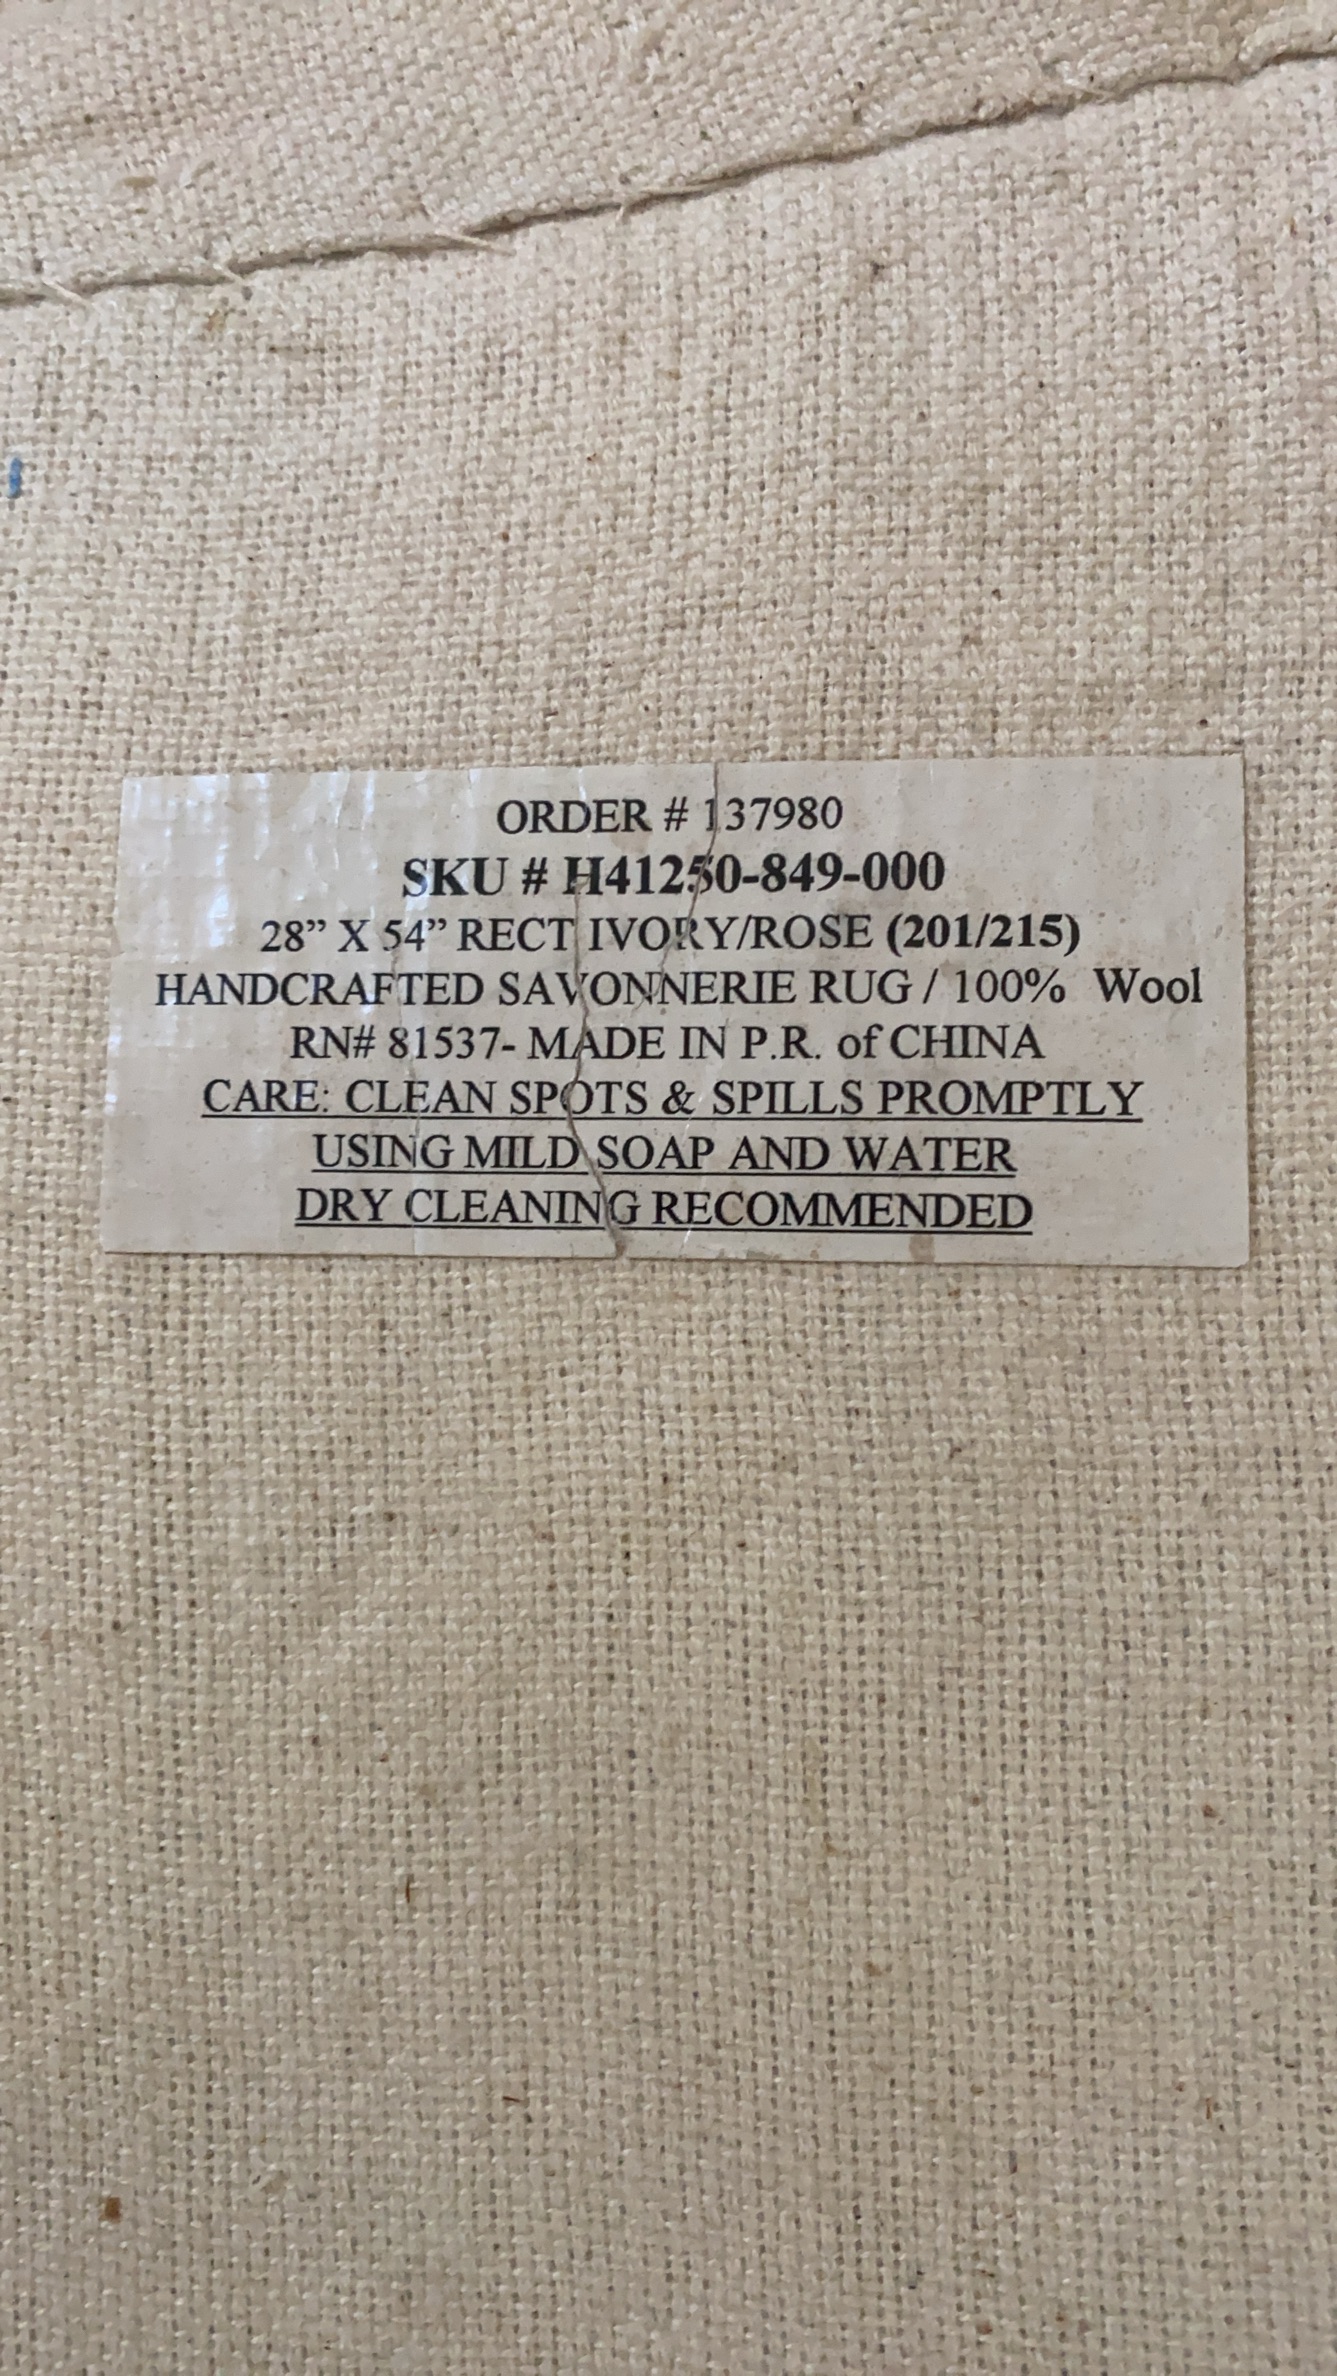 ORDER # 137980
SKU # H41250-849-000
28” X 54” RECT IVORY/ROSE (201/215)
HANDCRAFTED SAVONNERIE RUG / 100% Wool
RN# 81537- MADE IN P.R. of CHINA
CARE: CLEAN SPOTS & SPILLS PROMPTLY
USING MILD SOAP AND WATER
DRY CLEANING RECOMMENDED